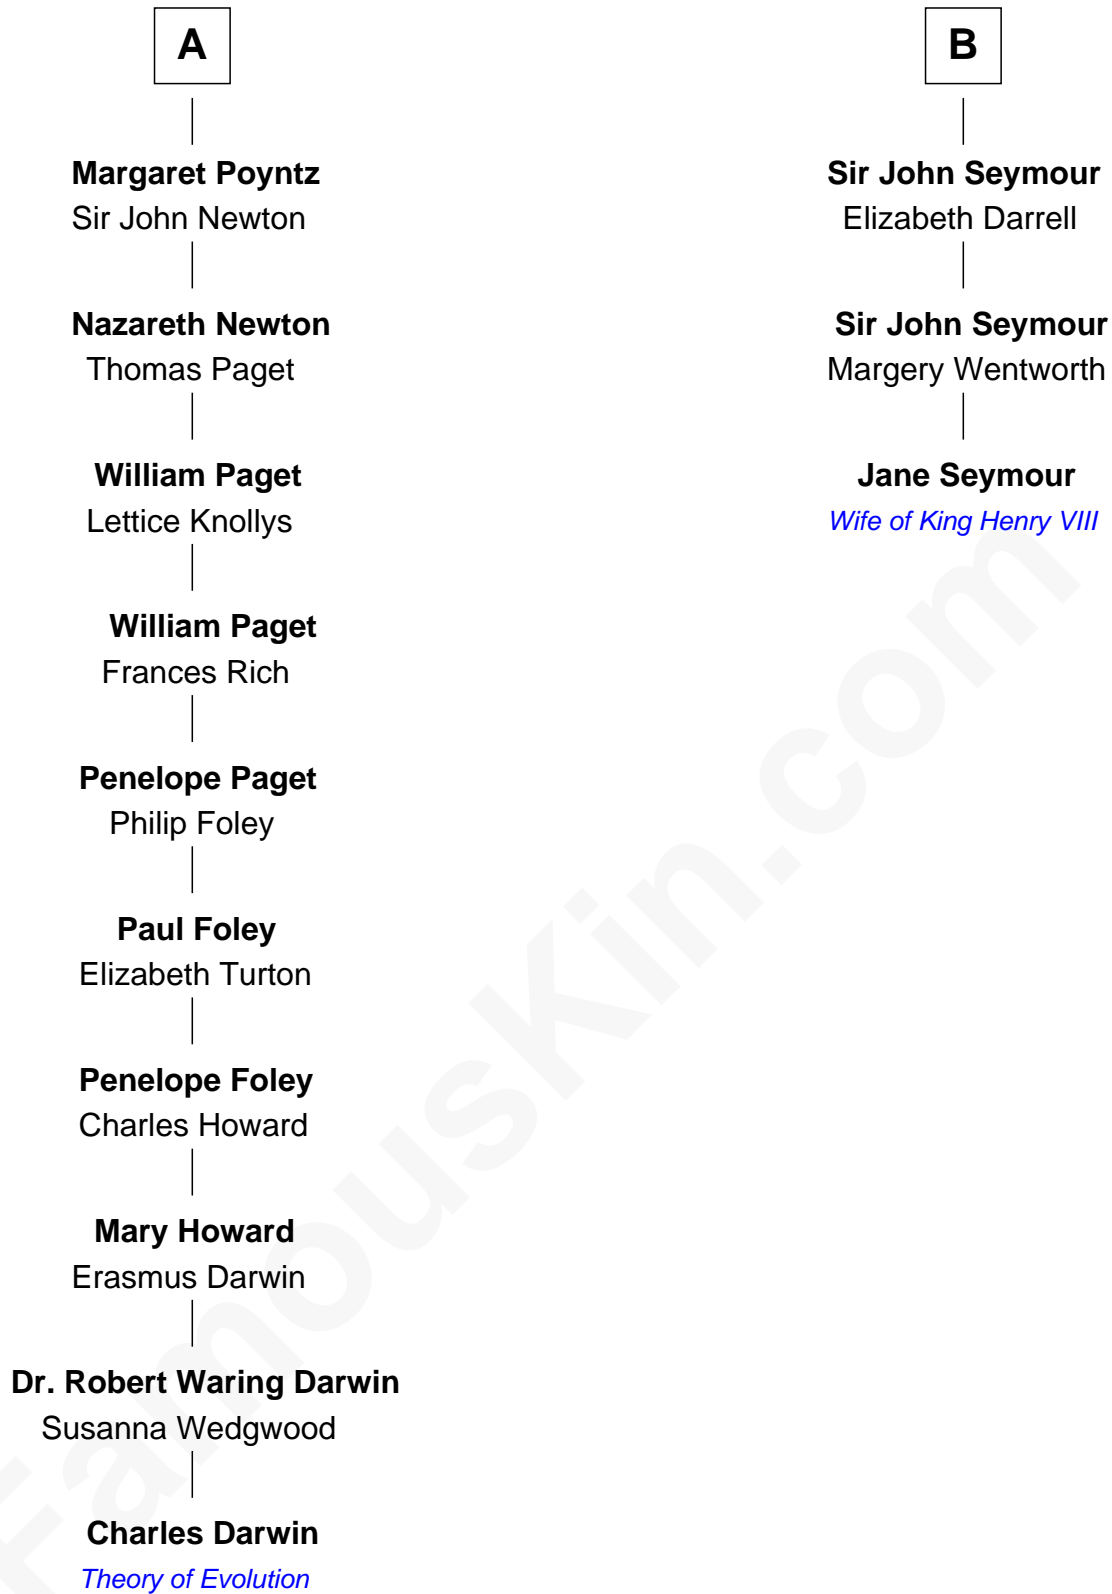 A
Margaret Poyntz
Sir John Newton
Nazareth Newton
Thomas Paget
William Paget
Lettice Knollys
William Paget
Frances Rich
Penelope Paget
Philip Foley
Paul Foley
Elizabeth Turton
Penelope Foley
Charles Howard
Mary Howard
Erasmus Darwin
Dr. Robert Waring Darwin
Susanna Wedgwood
Charles Darwin
Theory of Evolution
B
Sir John Seymour
Elizabeth Darrell
Sir John Seymour
Margery Wentworth
Jane Seymour
Wife of King Henry VIII
FamousKin.com